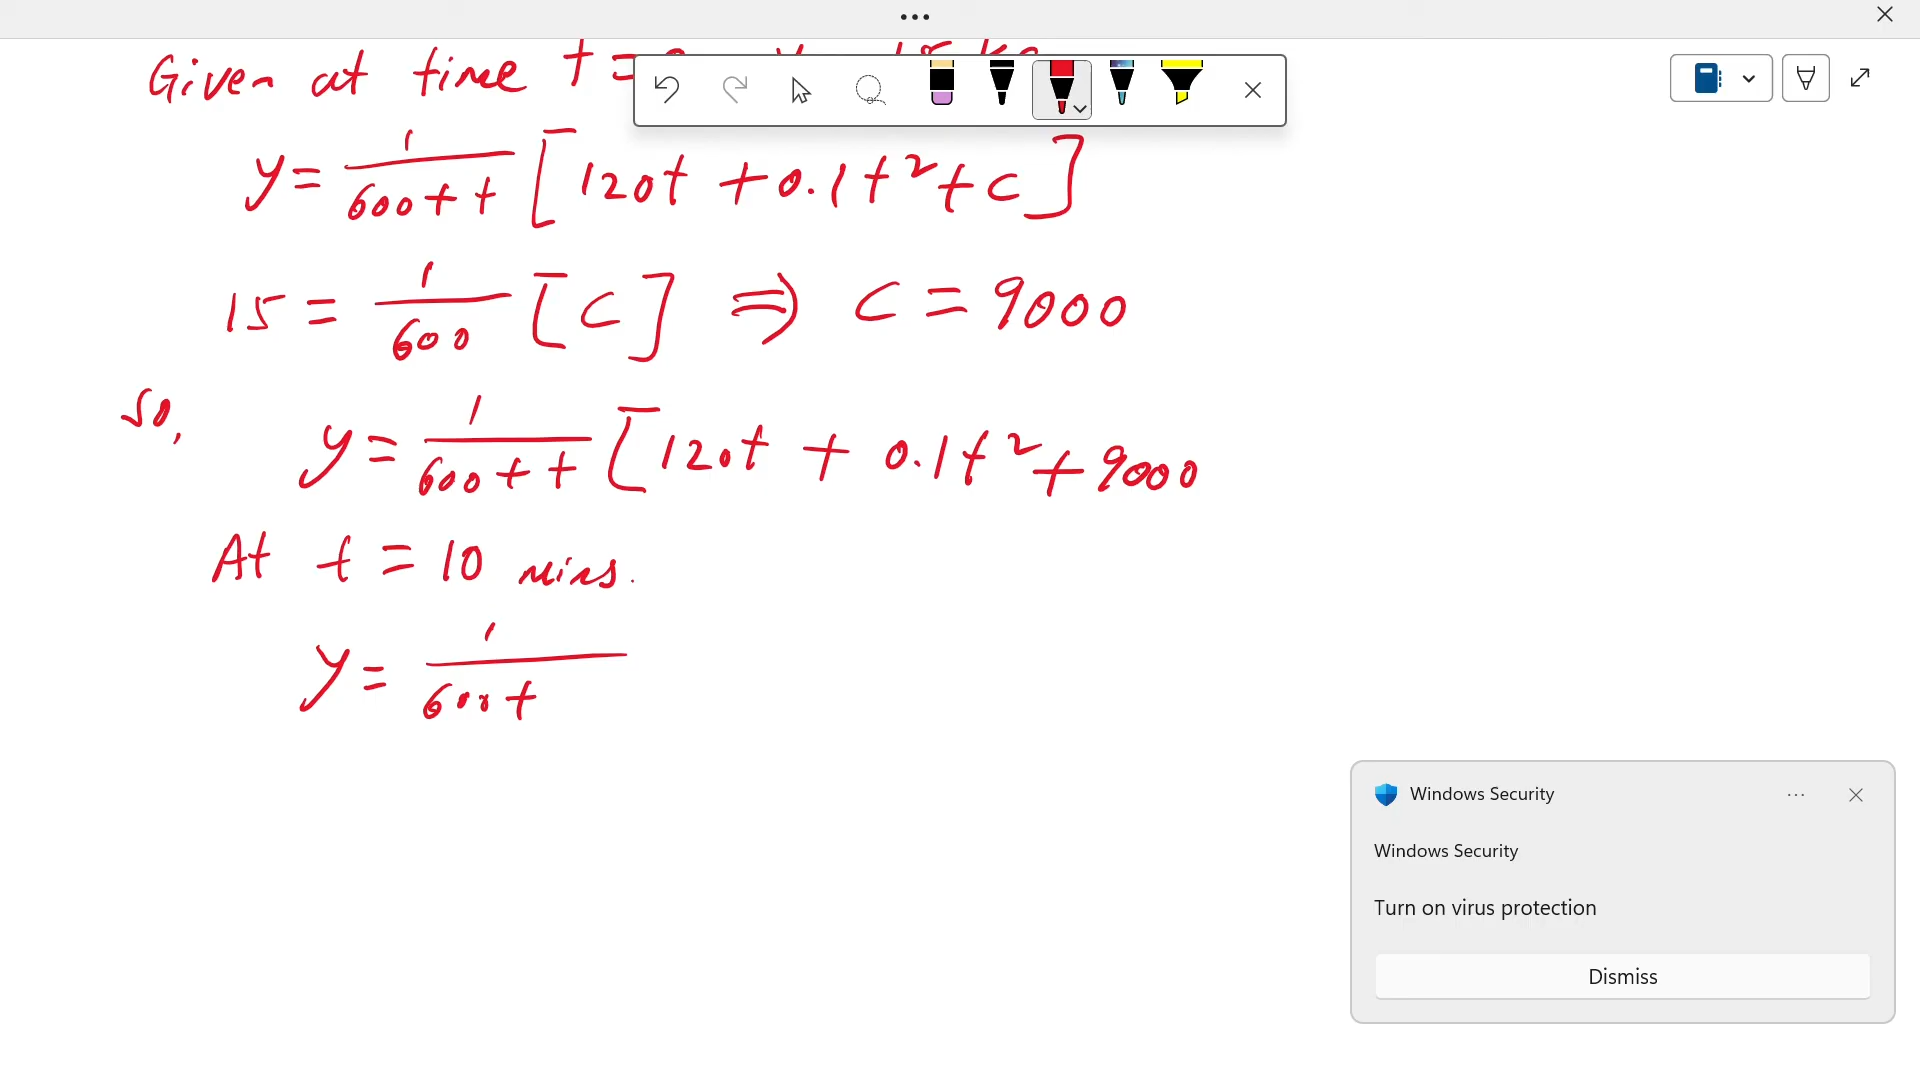 Given at time t =
y = 1/(600 + t) [120t + 0.1t² + C]
15 = 1/600 [C] ⇒ C = 9000
So,
y = 1/(600 + t) [120t + 0.1t² + 9000
At t = 10 mins.
y = 1/(600 +
Windows Security
Windows Security
Turn on virus protection
Dismiss